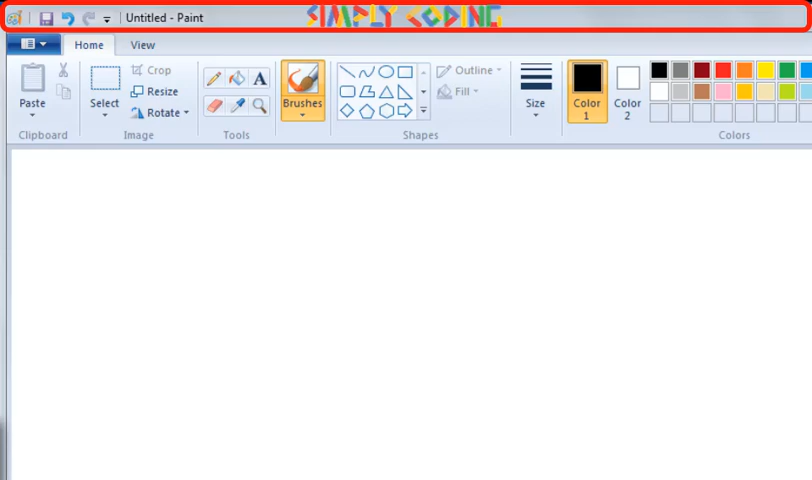 Untitled - Paint
SIMPLY CODING
Home View
Paste
Select
Crop
Resize
Rotate
A
Brushes
Outline
Fill
Size
Color 1
Color 2
Clipboard Image Tools Shapes Colors